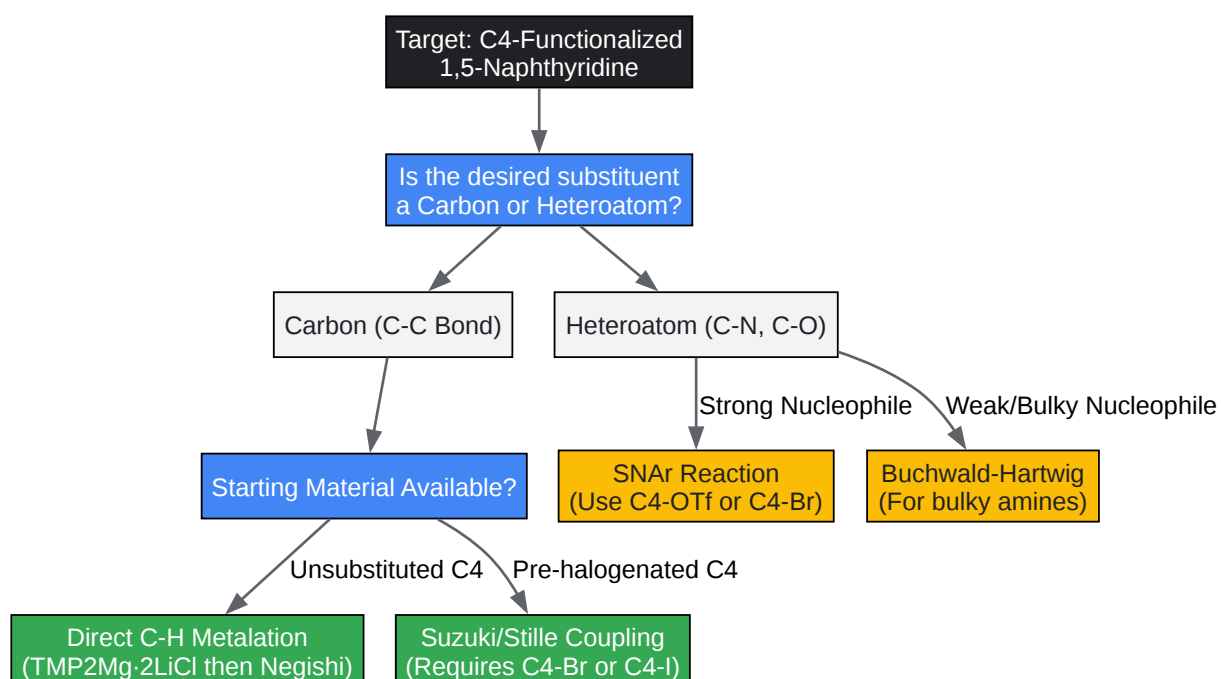 Target: C4-Functionalized
1,5-Naphthyridine
Is the desired substituent
a Carbon or Heteroatom?
Carbon (C-C Bond)
Heteroatom (C-N, C-O)
Strong Nucleophile
Weak/Bulky Nucleophile
Starting Material Available?
SNAr Reaction
(Use C4-OTf or C4-Br)
Buchwald-Hartwig
(For bulky amines)
Unsubstituted C4
Pre-halogenated C4
Direct C-H Metalation
(TMP2Mg·2LiCl then Negishi)
Suzuki/Stille Coupling
(Requires C4-Br or C4-I)